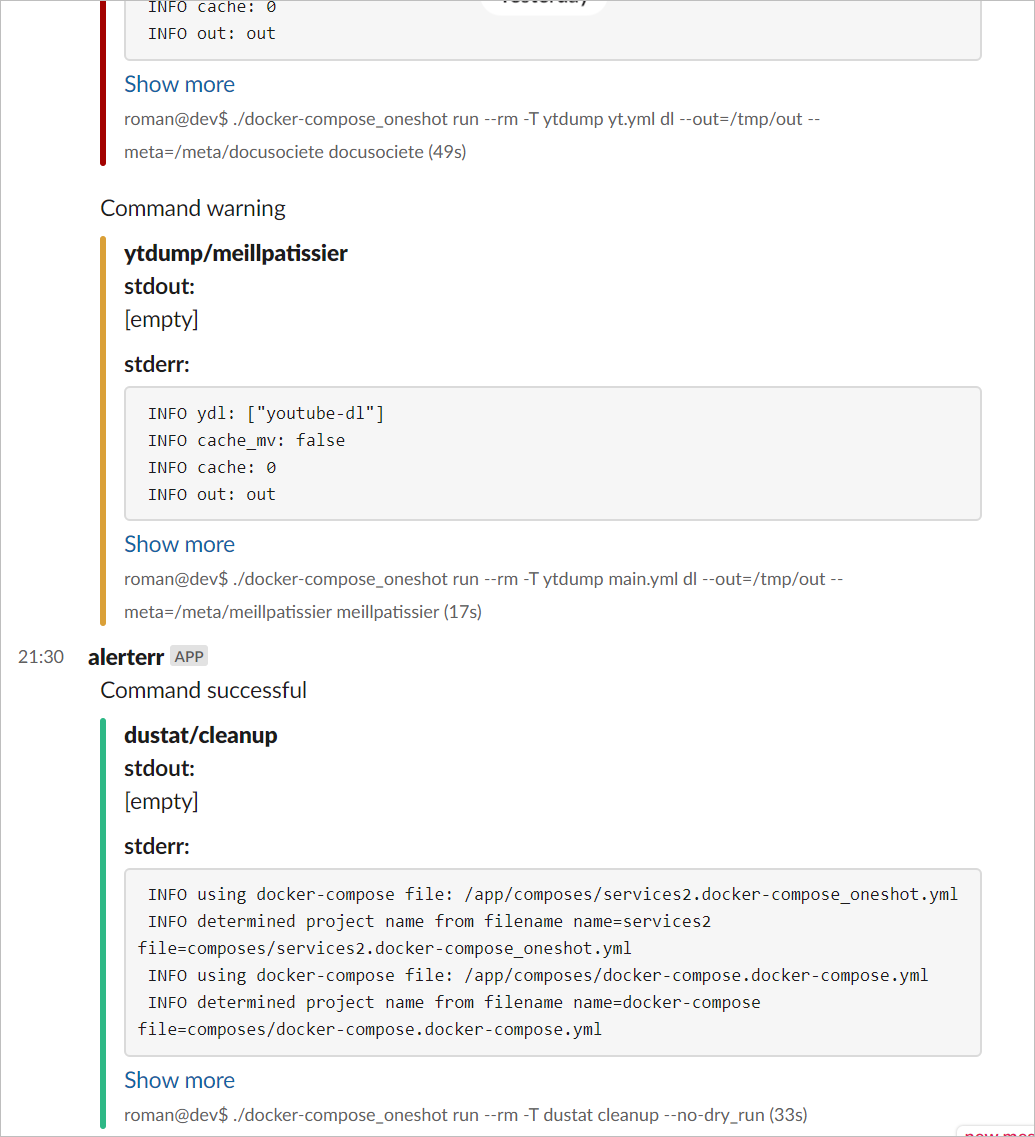 Yesterday
INFO cache: 0
INFO out: out
Show more
roman@dev$ ./docker-compose_oneshot run --rm -T ytdump yt.yml dl --out=/tmp/out --
meta=/meta/docusociete docusociete (49s)
Command warning
ytdump/meillpatissier
stdout:
[empty]
stderr:
INFO ydl: ["youtube-dl"]
INFO cache_mv: false
INFO cache: 0
INFO out: out
Show more
roman@dev$ ./docker-compose_oneshot run --rm -T ytdump main.yml dl --out=/tmp/out --
meta=/meta/meillpatissier meillpatissier (17s)
21:30 alerterr APP
Command successful
dustat/cleanup
stdout:
[empty]
stderr:
INFO using docker-compose file: /app/composes/services2.docker-compose_oneshot.yml
INFO determined project name from filename name=services2
file=composes/services2.docker-compose_oneshot.yml
INFO using docker-compose file: /app/composes/docker-compose.docker-compose.yml
INFO determined project name from filename name=docker-compose
file=composes/docker-compose.docker-compose.yml
Show more
roman@dev$ ./docker-compose_oneshot run --rm -T dustat cleanup --no-dry_run (33s)